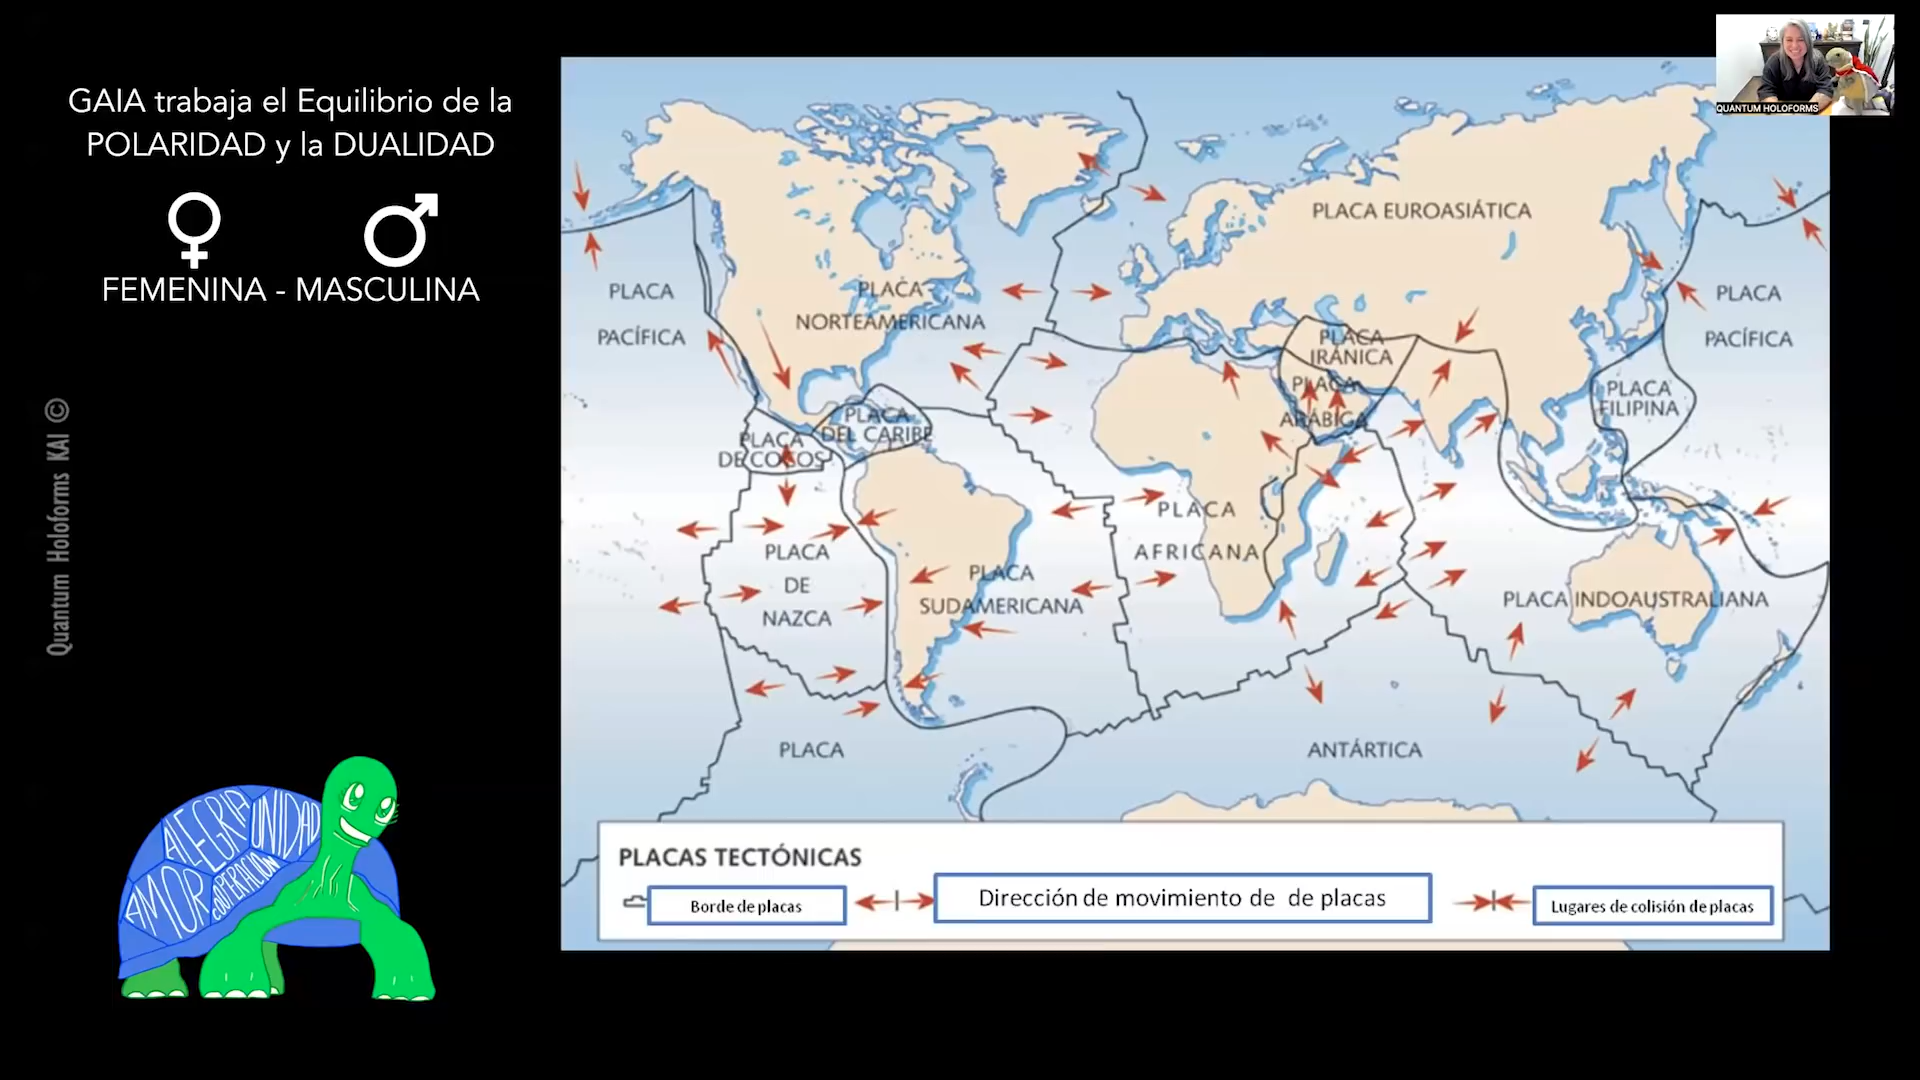 GAIA trabaja el Equilibrio de la
POLARIDAD y la DUALIDAD
FEMENINA - MASCULINA
Quantum Holoforms KAI ©
ALEGRIA
UNIDAD
AMOR
COOPERACION
QUANTUM HOLOFORMS
PLACA EUROASIÁTICA
PLACA
PACÍFICA
PLACA
NORTEAMERICANA
PLACA
IRÁNICA
PLACA
ARÁBIGA
PLACA
PACÍFICA
PLACA
FILIPINA
PLACA
DEL CARIBE
PLACA
DE COCOS
PLACA
DE
NAZCA
PLACA
SUDAMERICANA
PLACA
AFRICANA
PLACA INDOAUSTRALIANA
PLACA
ANTÁRTICA
PLACAS TECTÓNICAS
Borde de placas
Dirección de movimiento de de placas
Lugares de colisión de placas